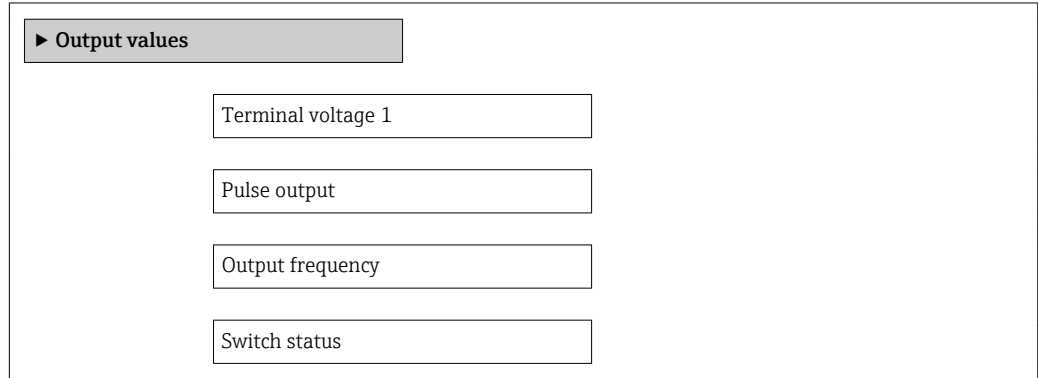 ▶ Output values
Terminal voltage 1
Pulse output
Output frequency
Switch status